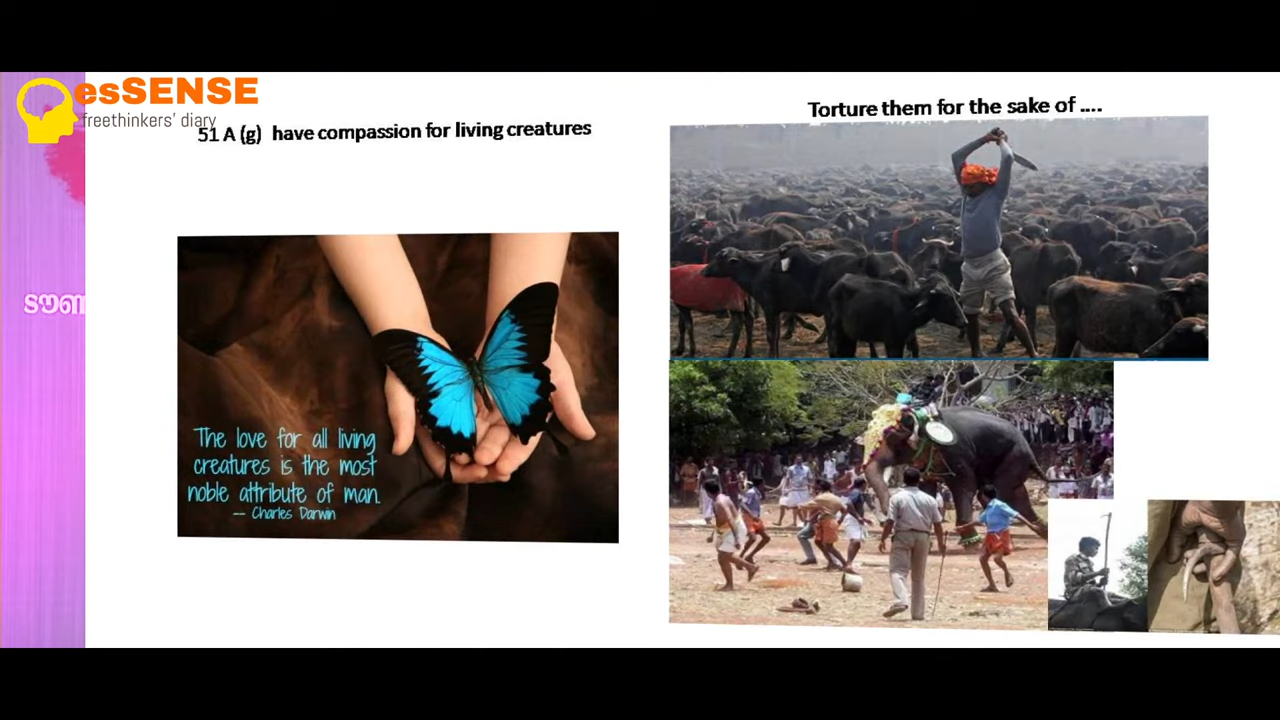 esSENSE
freethinkers' diary
51 A (g) have compassion for living creatures
Torture them for the sake of ....
ടൗണ
The love for all living
creatures is the most
noble attribute of man.
-- Charles Darwin